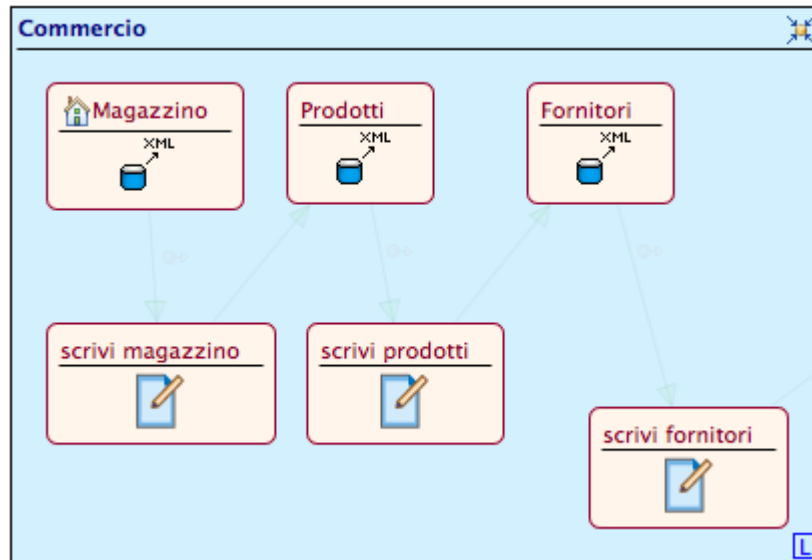 Commercio
Magazzino
Prodotti
Fornitori
XML
XML
XML
scrivi magazzino
scrivi prodotti
scrivi fornitori
L